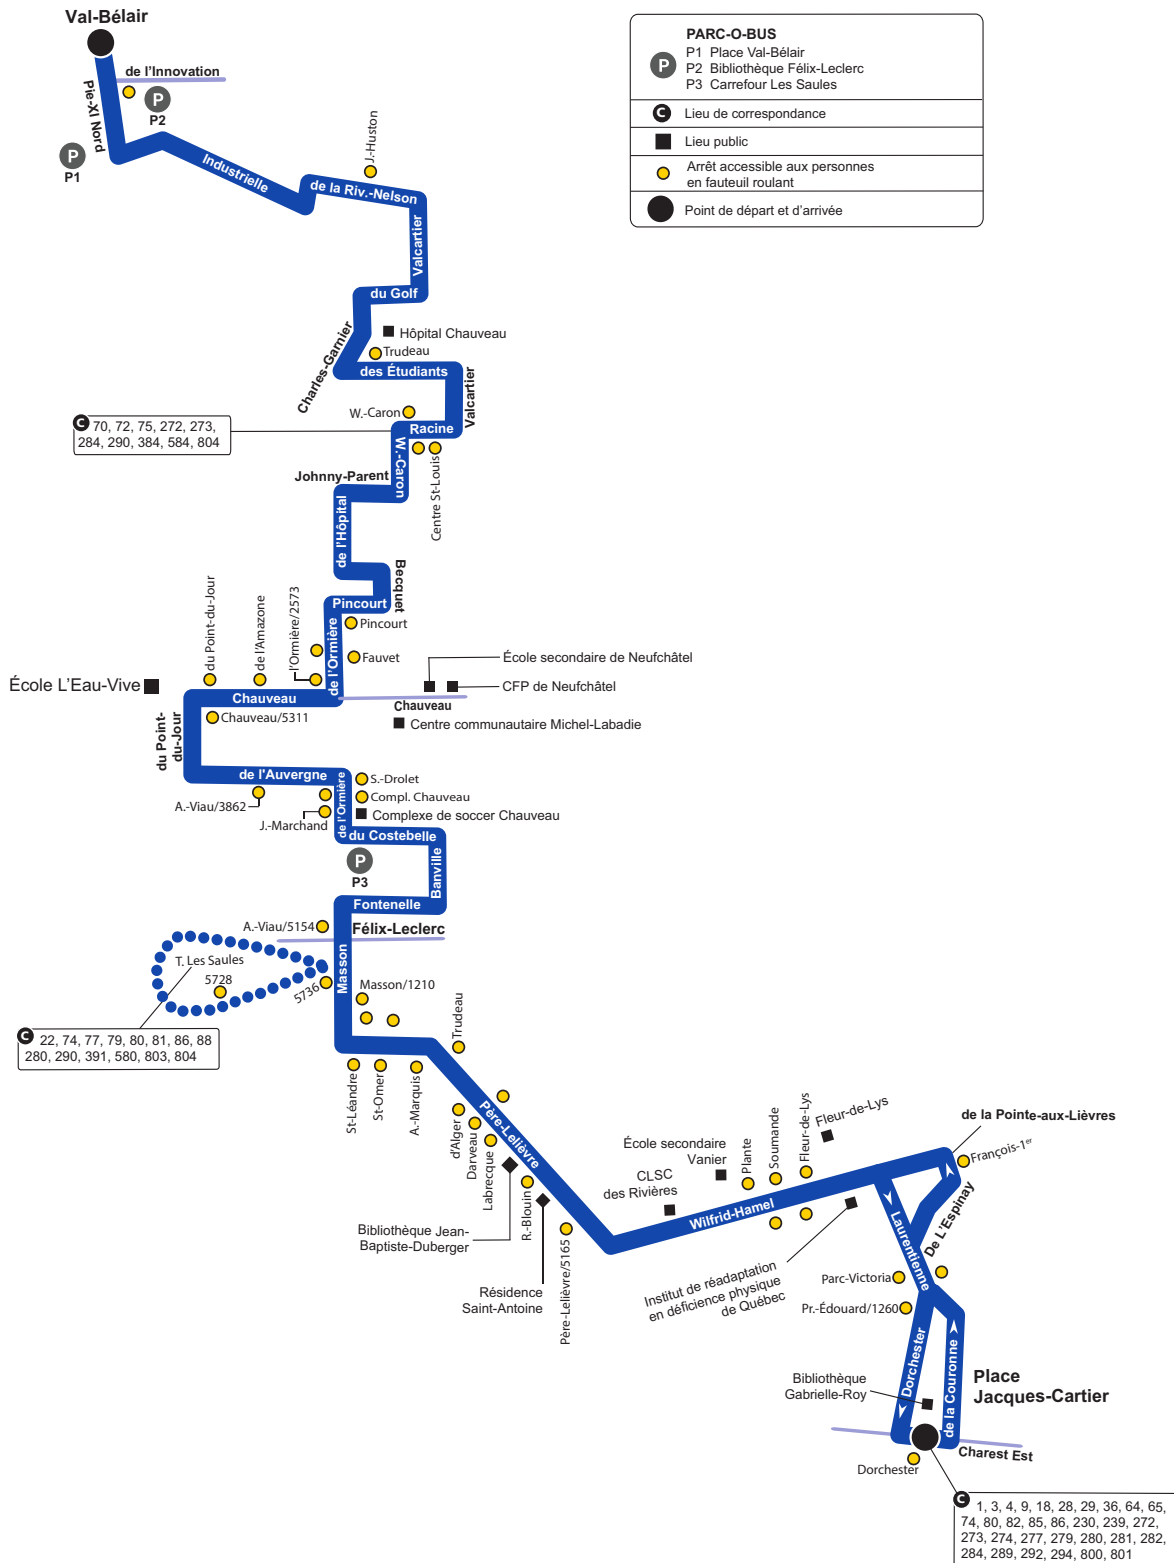 Val-Bélair
de l'Innovation
Pie-XI Nord
P
P2
P
P1
Industrielle
J.-Huston
de la Riv.-Nelson
Valcartier
du Golf
PARC-O-BUS
P
P1 Place Val-Bélair
P2 Bibliothèque Félix-Leclerc
P3 Carrefour Les Saules
C Lieu de correspondance
Lieu public
Arrêt accessible aux personnes
en fauteuil roulant
Point de départ et d'arrivée
Charles-Garnier
Hôpital Chauveau
Trudeau
des Étudiants
Valcartier
W.-Caron
Racine
C 70, 72, 75, 272, 273,
284, 290, 384, 584, 804
W.-Caron
Centre St-Louis
Johnny-Parent
de l'Hôpital
Becquet
Pincourt
Pincourt
de l'Ormière
Fauvet
du Point-du-Jour
de l'Amazone
l'Ormière/2573
École secondaire de Neufchâtel
CFP de Neufchâtel
École L'Eau-Vive
Chauveau
Chauveau
Chauveau/5311
Centre communautaire Michel-Labadie
du Point-
du-Jour
de l'Auvergne
de l'Ormière
S.-Drolet
Compl. Chauveau
A.-Viau/3862
J.-Marchand
Complexe de soccer Chauveau
du Costebelle
P
P3
Banville
Fontenelle
A.-Viau/5154
Félix-Leclerc
Masson
T. Les Saules
5728
5736
Masson/1210
C 22, 74, 77, 79, 80, 81, 86, 88
280, 290, 391, 580, 803, 804
Trudeau
St-Léandre
St-Omer
A.-Marquis
Père-Lelièvre
d'Alger
Darveau
Labrecque
R.-Blouin
Père-Lelièvre/5165
Bibliothèque Jean-
Baptiste-Duberger
Résidence
Saint-Antoine
École secondaire
Vanier
CLSC
des Rivières
Plante
Soumande
Fleur-de-Lys
Fleur-de-Lys
Wilfrid-Hamel
Institut de réadaptation
en déficience physique
de Québec
de la Pointe-aux-Lièvres
François-1er
Laurentienne
De L'Espinay
Parc-Victoria
Pr.-Édouard/1260
Dorchester
de la Couronne
Bibliothèque
Gabrielle-Roy
Place
Jacques-Cartier
Charest Est
Dorchester
C 1, 3, 4, 9, 18, 28, 29, 36, 64, 65,
74, 80, 82, 85, 86, 230, 239, 272,
273, 274, 277, 279, 280, 281, 282,
284, 289, 292, 294, 800, 801